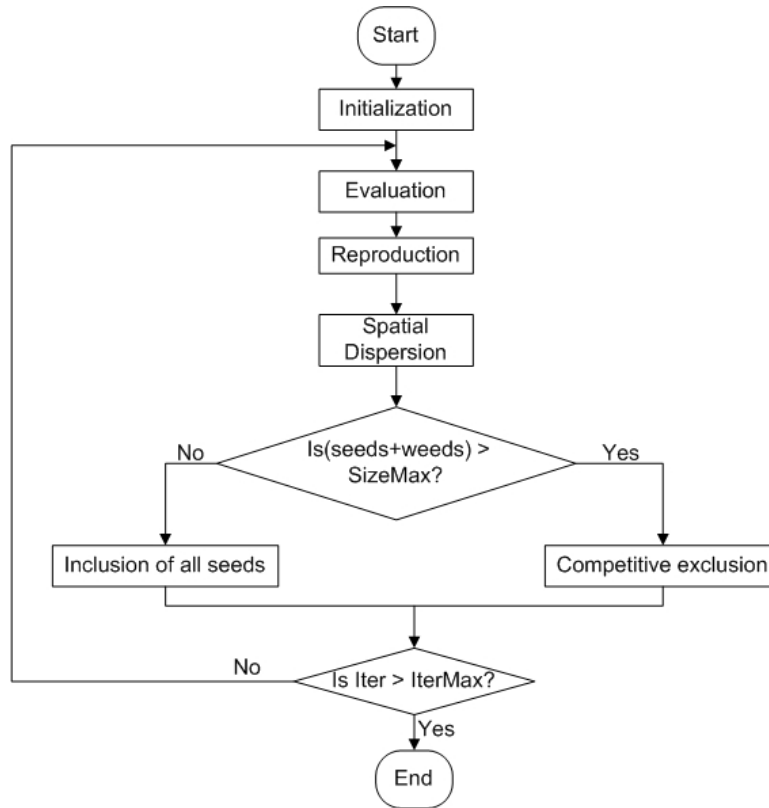 Start
Initialization
Evaluation
Reproduction
Spatial
Dispersion
No
Is(seeds+weeds) >
SizeMax?
Yes
Inclusion of all seeds
Competitive exclusion
No
Is Iter > IterMax?
Yes
End